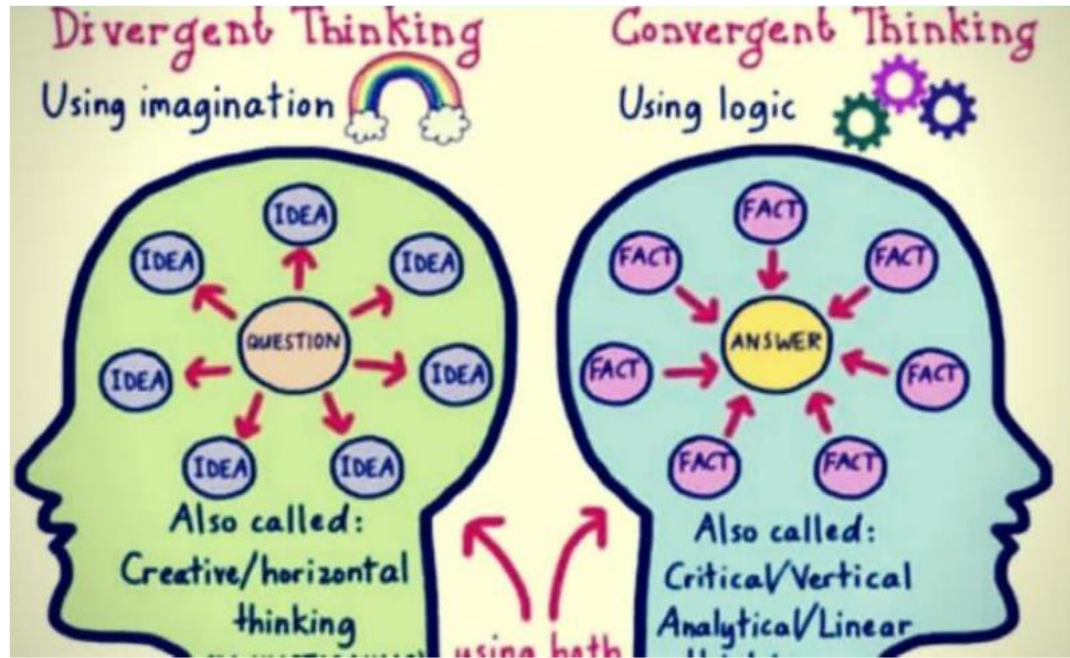 Divergent Thinking
Using imagination
IDEA
IDEA
IDEA
IDEA
IDEA
IDEA
IDEA
QUESTION
Also called:
Creative/horizontal
thinking
Convergent Thinking
Using logic
FACT
FACT
FACT
FACT
FACT
FACT
FACT
ANSWER
Also called:
Critical/Vertical
Analytical/Linear
using both